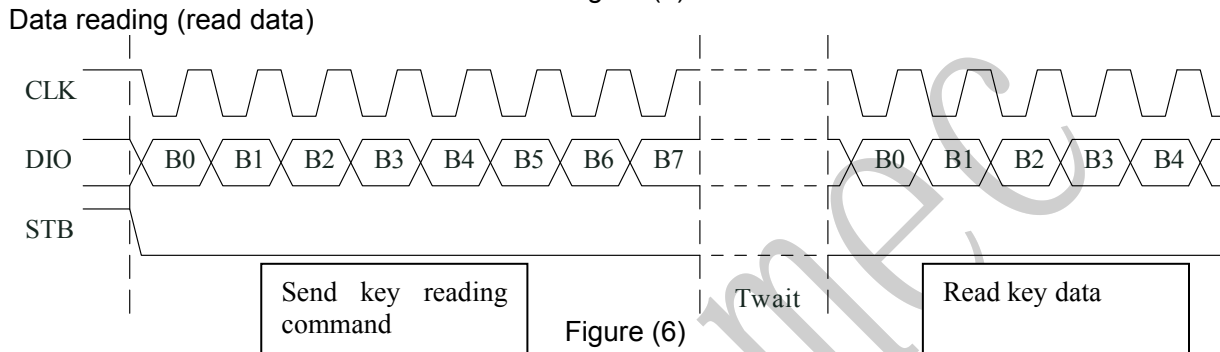 Data reading (read data)
CLK
DIO B0 B1 B2 B3 B4 B5 B6 B7 B0 B1 B2 B3 B4
STB
Send key reading
command
Twait
Read key data
Figure (6)